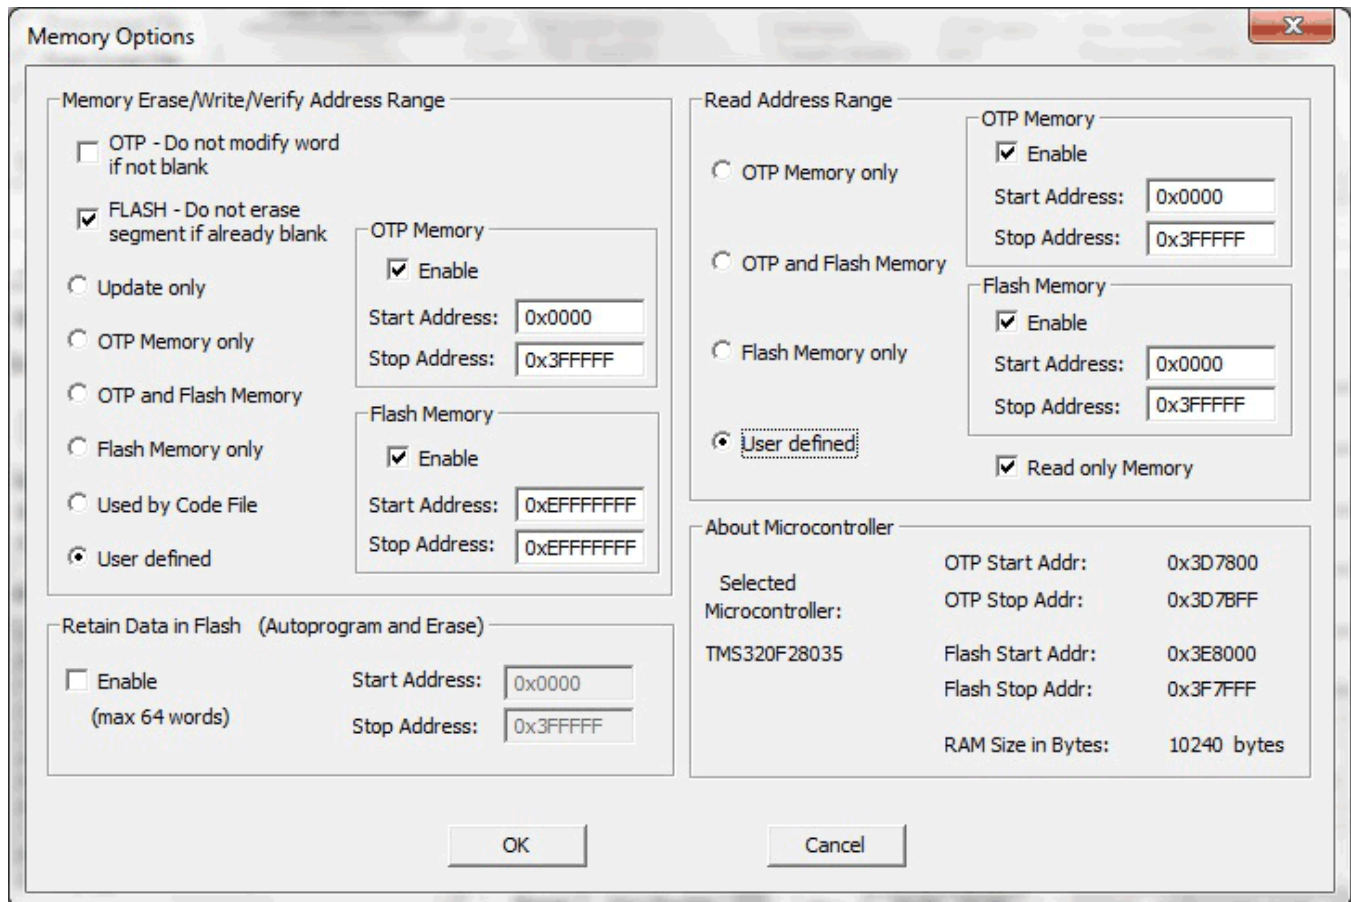 Memory Options
X
Memory Erase/Write/Verify Address Range
OTP - Do not modify word
if not blank
FLASH - Do not erase
segment if already blank
Update only
OTP Memory only
OTP and Flash Memory
Flash Memory only
Used by Code File
User defined
OTP Memory
Enable
Start Address: 0x0000
Stop Address: 0x3FFFFF
Flash Memory
Enable
Start Address: 0xEFFFFFFF
Stop Address: 0xEFFFFFFF
Retain Data in Flash (Autoprogram and Erase)
Enable
(max 64 words)
Start Address: 0x0000
Stop Address: 0x3FFFFF
Read Address Range
OTP Memory only
OTP and Flash Memory
Flash Memory only
User defined
OTP Memory
Enable
Start Address: 0x0000
Stop Address: 0x3FFFFF
Flash Memory
Enable
Start Address: 0x0000
Stop Address: 0x3FFFFF
Read only Memory
About Microcontroller
Selected
Microcontroller:
TMS320F28035
OTP Start Addr: 0x3D7800
OTP Stop Addr: 0x3D7BFF
Flash Start Addr: 0x3E8000
Flash Stop Addr: 0x3F7FFF
RAM Size in Bytes: 10240 bytes
OK
Cancel